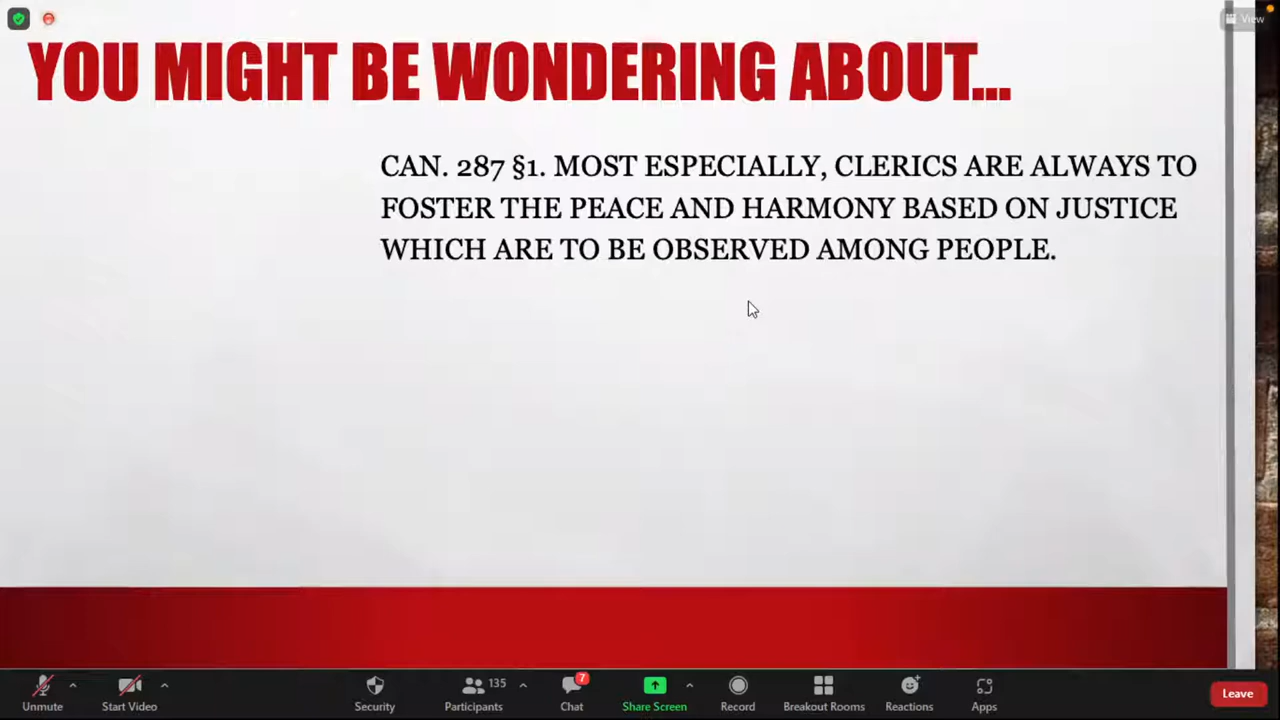 View
YOU MIGHT BE WONDERING ABOUT...
CAN. 287 §1. MOST ESPECIALLY, CLERICS ARE ALWAYS TO
FOSTER THE PEACE AND HARMONY BASED ON JUSTICE
WHICH ARE TO BE OBSERVED AMONG PEOPLE.
135
7
Unmute
Start Video
Security
Participants
Chat
Share Screen
Record
Breakout Rooms
Reactions
Apps
Leave